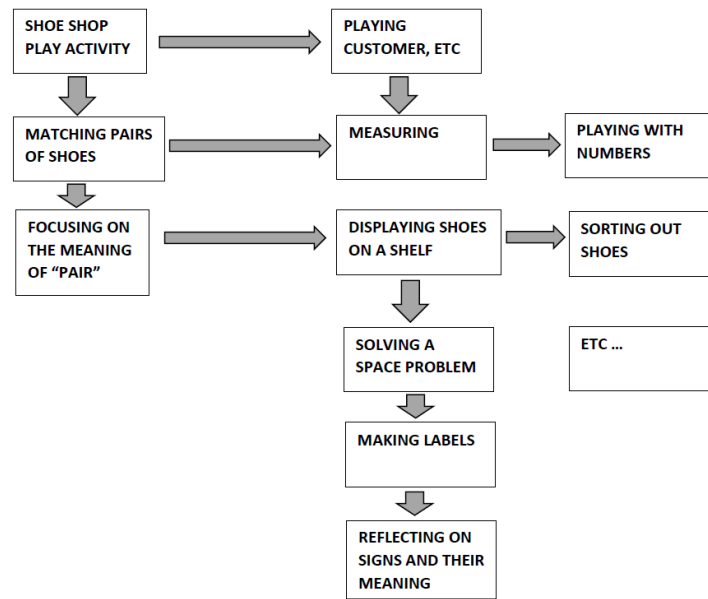 SHOE SHOP
PLAY ACTIVITY
PLAYING
CUSTOMER, ETC
MATCHING PAIRS
OF SHOES
MEASURING
PLAYING WITH
NUMBERS
FOCUSING ON
THE MEANING
OF “PAIR”
DISPLAYING SHOES
ON A SHELF
SORTING OUT
SHOES
SOLVING A
SPACE PROBLEM
ETC ...
MAKING LABELS
REFLECTING ON
SIGNS AND THEIR
MEANING